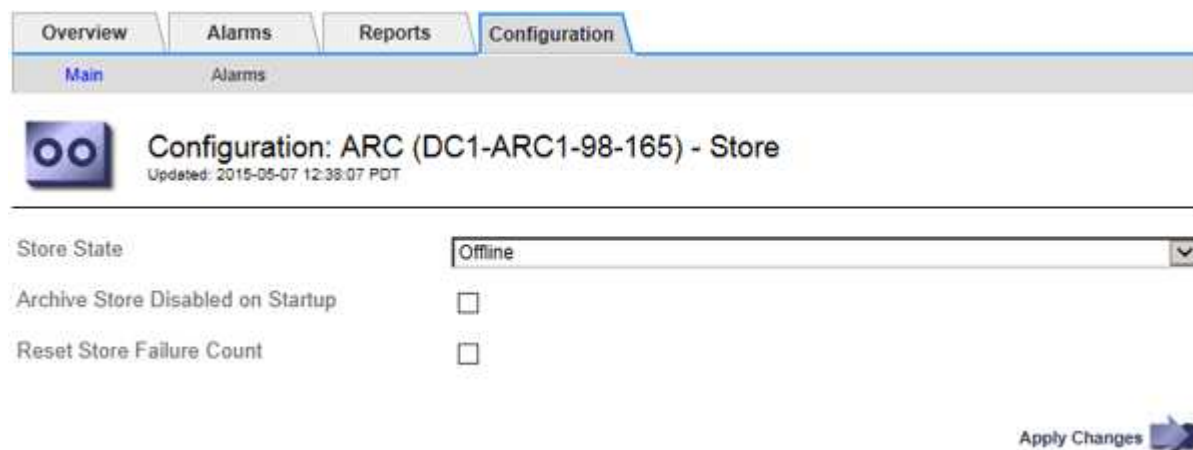 Overview Alarms Reports Configuration
Main Alarms
Configuration: ARC (DC1-ARC1-98-165) - Store
Updated: 2015-05-07 12:38:07 PDT
Store State Offline
Archive Store Disabled on Startup
Reset Store Failure Count
Apply Changes